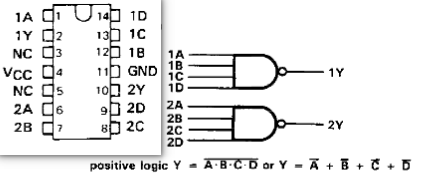 1A 1 14 1D
1Y 2 13 1C
NC 3 12 1B
VCC 4 11 GND
NC 5 10 2Y
2A 6 9 2D
2B 7 8 2C
1A
1B
1C
1D
1Y
2A
2B
2C
2D
2Y
positive logic Y = A·B·C·D or Y = A + B + C + D